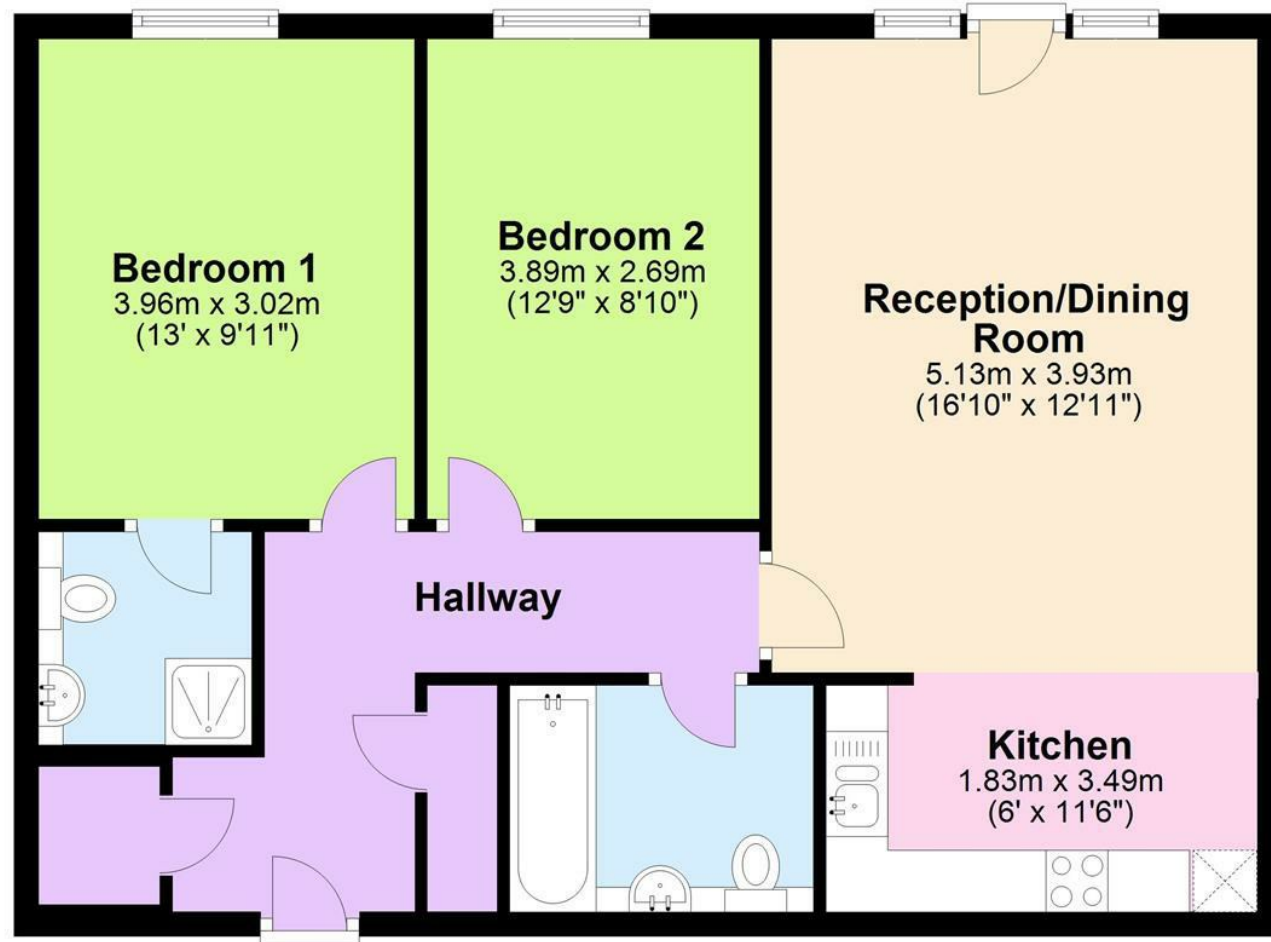 Bedroom 1
3.96m x 3.02m
(13' x 9'11")
Bedroom 2
3.89m x 2.69m
(12'9" x 8'10")
Reception/Dining
Room
5.13m x 3.93m
(16'10" x 12'11")
Hallway
Kitchen
1.83m x 3.49m
(6' x 11'6")